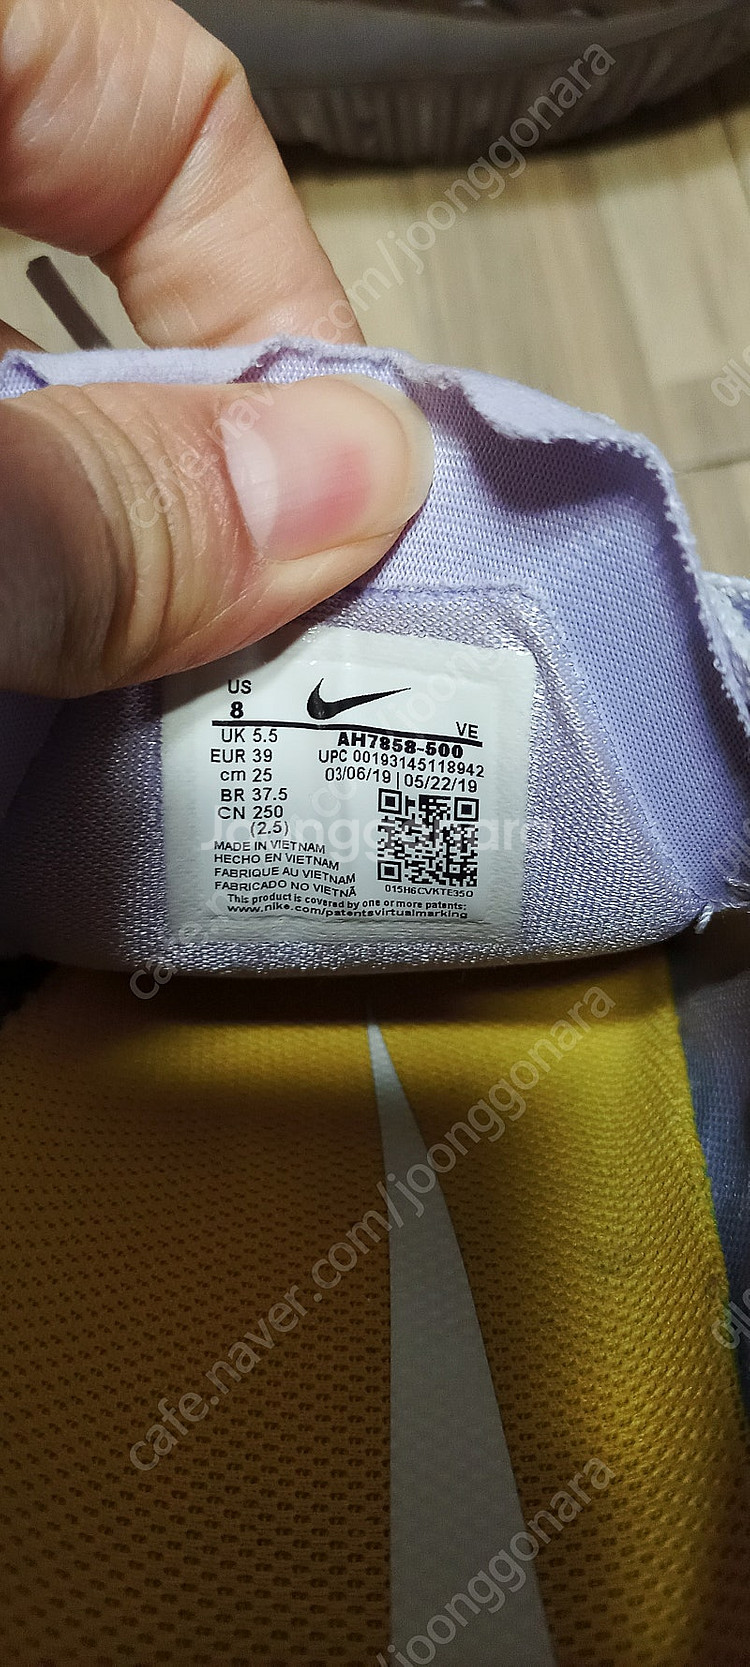 US
8
VE
UK 5.5
AH7858-500
EUR 39
UPC 00193145118942
cm 25
03/06/19 | 05/22/19
BR 37.5
CN 250
(2.5)
MADE IN VIETNAM
HECHO EN VIETNAM
FABRIQUE AU VIETNAM
FABRICADO NO VIETNÃ
015H6CVKTE35O
This product is covered by one or more patents:
www.nike.com/patentsvirtualmarking
Joonggonara
cafe.naver.com/joonggonara
cafe.naver.com/joonggonara
cafe.naver.com/joonggonara
joonggonara